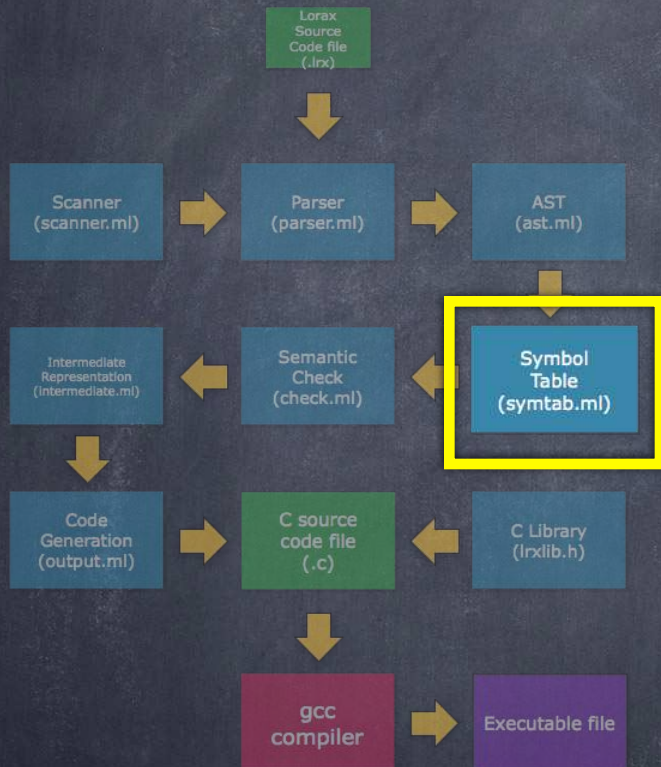 Lorax
Source
Code file
(.lrx)
Scanner
(scanner.ml)
Parser
(parser.ml)
AST
(ast.ml)
Symbol
Table
(symtab.ml)
Semantic
Check
(check.ml)
Intermediate
Representation
(intermediate.ml)
Code
Generation
(output.ml)
C source
code file
(.c)
C Library
(lrxlib.h)
gcc
compiler
Executable file